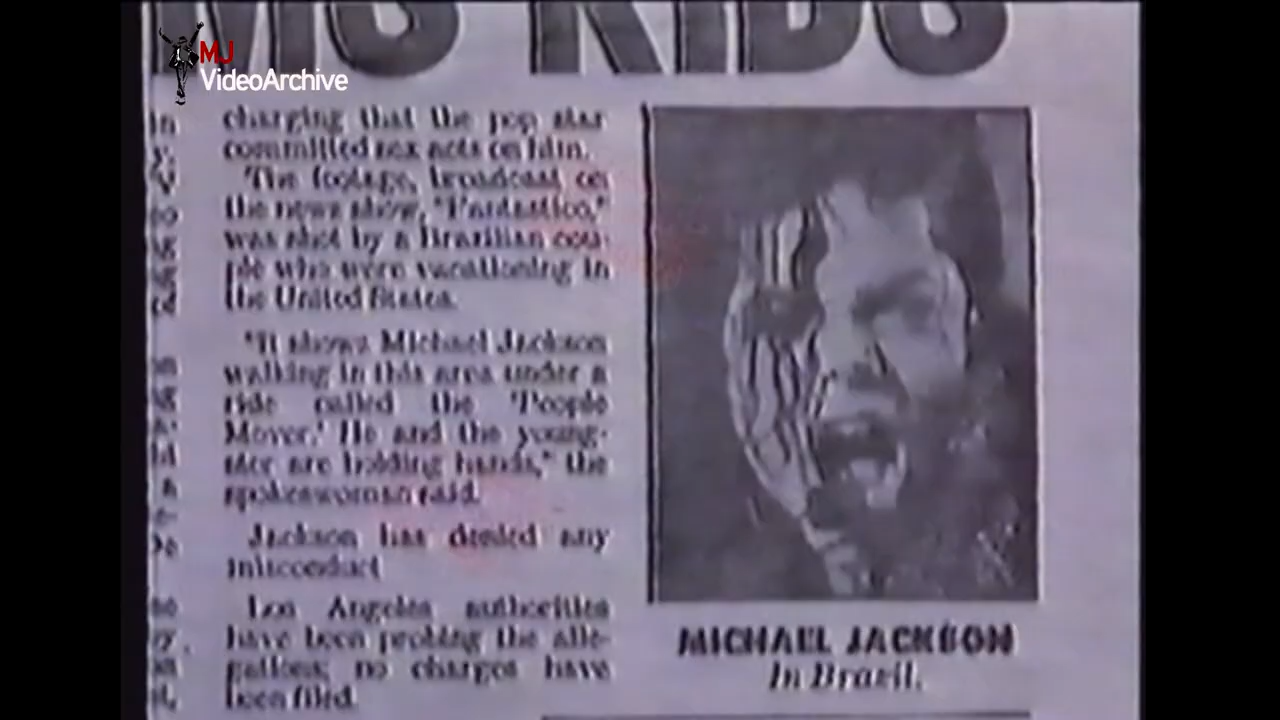 MJ
VideoArchive
MS KIDS
charging that the pop star
committed sex acts on him.
The footage, broadcast on
the news show, "Fantastico,"
was shot by a Brazilian cou-
ple who were vacationing in
the United States.
"It shows Michael Jackson
walking in this area under a
ride called the 'People
Mover.' He and the young-
ster are holding hands," the
spokeswoman said.
Jackson has denied any
misconduct
Los Angeles authorities
have been probing the alle-
gations; no charges have
been filed.
MICHAEL JACKSON
In Brazil.